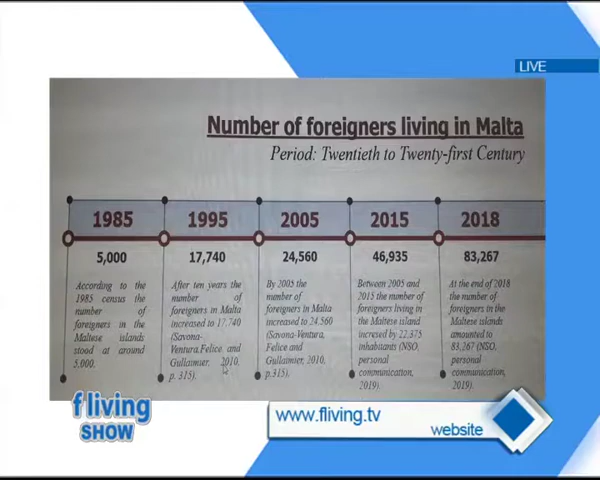 LIVE
Number of foreigners living in Malta
Period: Twentieth to Twenty-first Century
1985 1995 2005 2015 2018
5,000 17,740 24,560 46,935 83,267
According to the
1985 census the
number of
foreigners in the
Maltese islands
stood at around
5,000.
After ten years the
number of
foreigners in Malta
increased to 17,740
(Savona-
Ventura, Felice and
Gullaimier, 2010,
p. 315).
By 2005 the
number of
foreigners in Malta
increased to 24,560
(Savona-Ventura,
Felice and
Gullaimier, 2010,
p.315).
Between 2005 and
2015 the number of
foreigners living in
the Maltese island
incresed by 22,375
inhabitants (NSO,
personal
communication,
2019).
At the end of 2018
the number of
foreigners in the
Maltese islands
amounted to
83,267 (NSO,
personal
communication,
2019).
f living
SHOW
www.fliving.tv
website